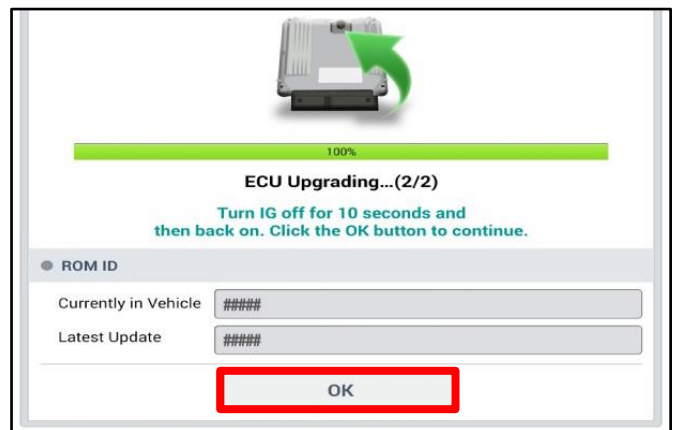 100%
ECU Upgrading...(2/2)
Turn IG off for 10 seconds and
then back on. Click the OK button to continue.
ROM ID
Currently in Vehicle #####
Latest Update #####
OK